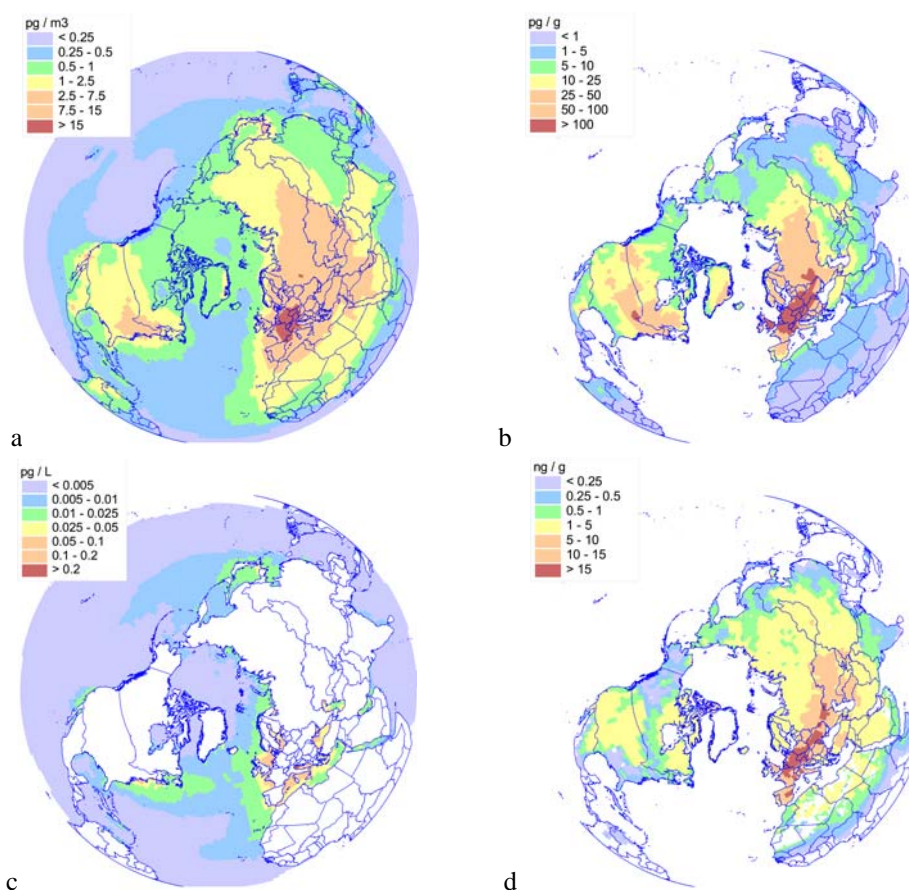 pg / m3
< 0.25
0.25 - 0.5
0.5 - 1
1 - 2.5
2.5 - 7.5
7.5 - 15
> 15
a
pg / g
< 1
1 - 5
5 - 10
10 - 25
25 - 50
50 - 100
> 100
b
pg / L
< 0.005
0.005 - 0.01
0.01 - 0.025
0.025 - 0.05
0.05 - 0.1
0.1 - 0.2
> 0.2
c
ng / g
< 0.25
0.25 - 0.5
0.5 - 1
1 - 5
5 - 10
10 - 15
> 15
d